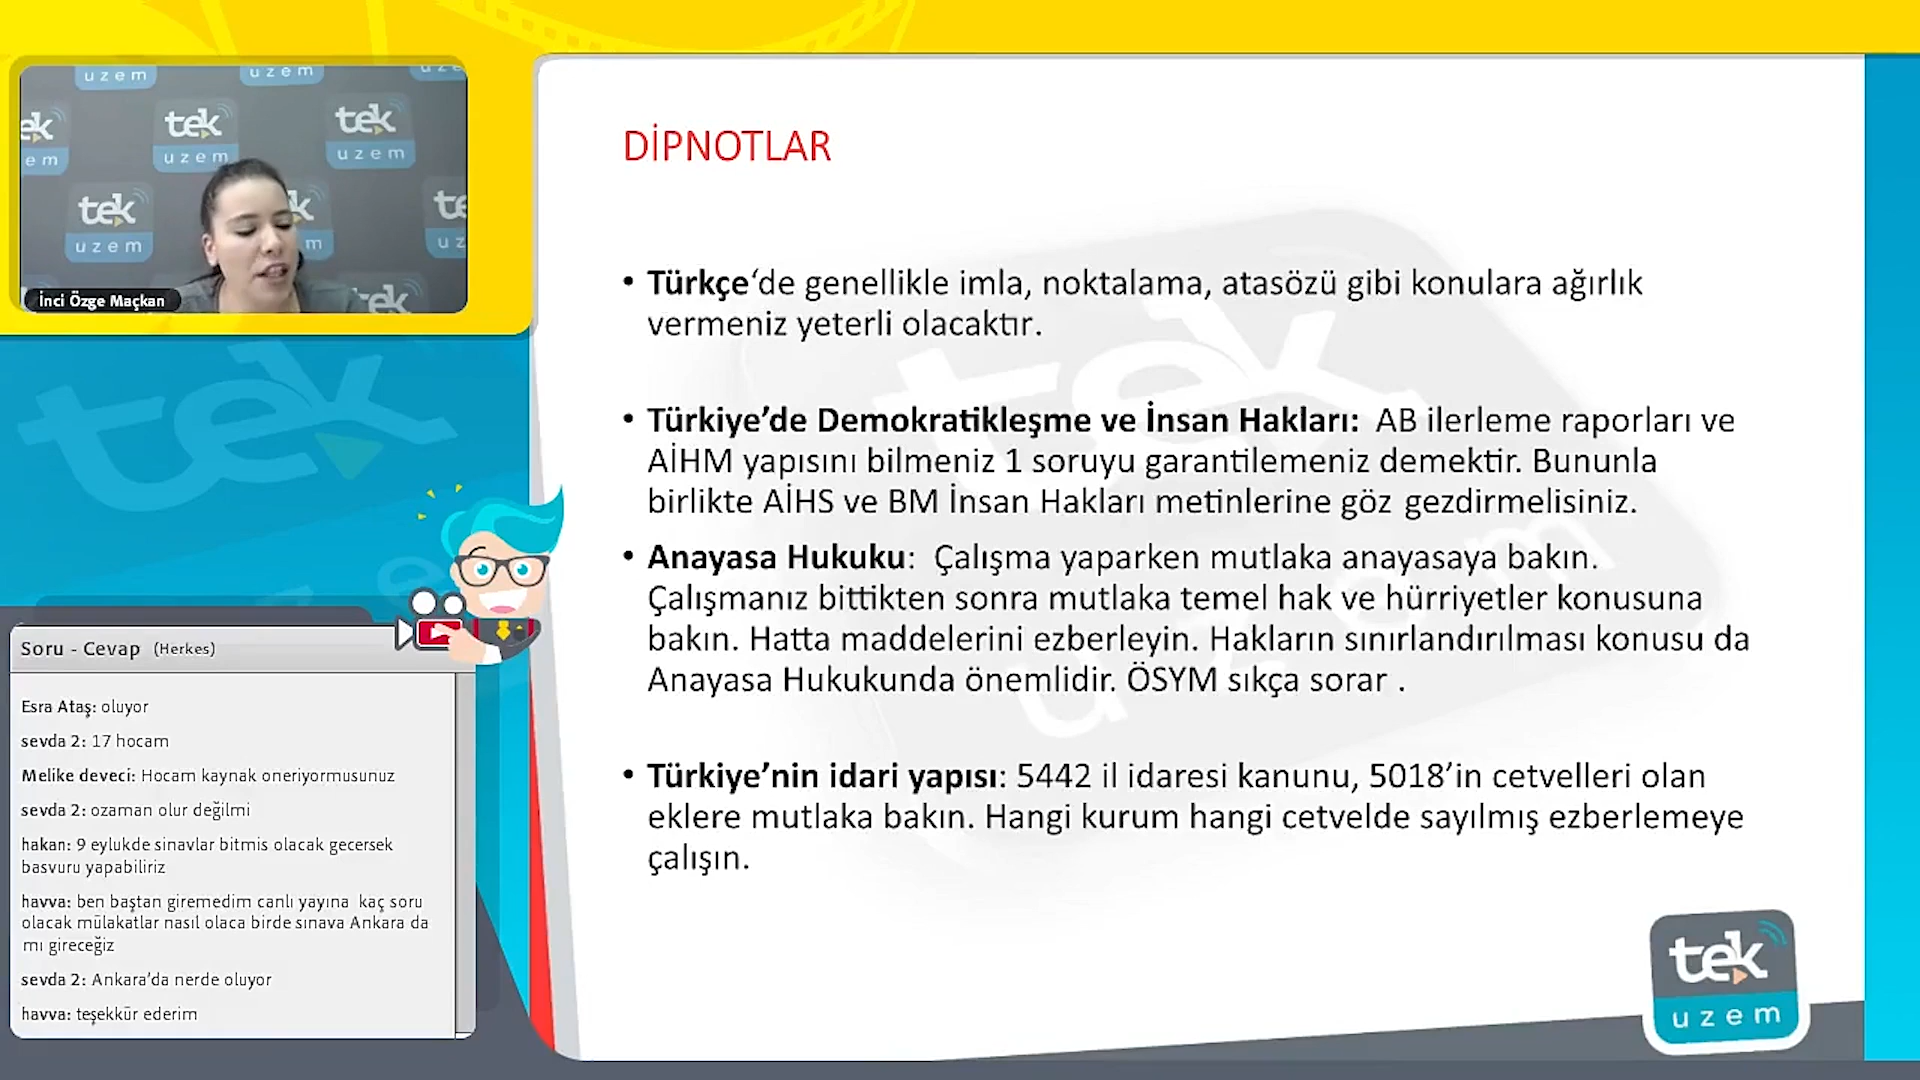 uzem
uzem
tek
uzem
tek
uzem
tek
uzem
İnci Özge Maçkan
DİPNOTLAR
• Türkçe‘de genellikle imla, noktalama, atasözü gibi konulara ağırlık
vermeniz yeterli olacaktır.
• Türkiye’de Demokratikleşme ve İnsan Hakları: AB ilerleme raporları ve
AİHM yapısını bilmeniz 1 soruyu garantilemeniz demektir. Bununla
birlikte AİHS ve BM İnsan Hakları metinlerine göz gezdirmelisiniz.
• Anayasa Hukuku: Çalışma yaparken mutlaka anayasaya bakın.
Çalışmanız bittikten sonra mutlaka temel hak ve hürriyetler konusuna
bakın. Hatta maddelerini ezberleyin. Hakların sınırlandırılması konusu da
Anayasa Hukukunda önemlidir. ÖSYM sıkça sorar .
• Türkiye’nin idari yapısı: 5442 il idaresi kanunu, 5018’in cetvelleri olan
eklere mutlaka bakın. Hangi kurum hangi cetvelde sayılmış ezberlemeye
çalışın.
tek
Soru - Cevap (Herkes)
Esra Ataş: oluyor
sevda 2: 17 hocam
Melike deveci: Hocam kaynak oneriyormusunuz
sevda 2: ozaman olur değilmi
hakan: 9 eylukde sinavlar bitmis olacak gecersek
basvuru yapabiliriz
havva: ben baştan giremedim canlı yayına kaç soru
olacak mülakatlar nasıl olaca birde sınava Ankara da
mı gireceğiz
sevda 2: Ankara’da nerde oluyor
havva: teşekkür ederim
tek
uzem